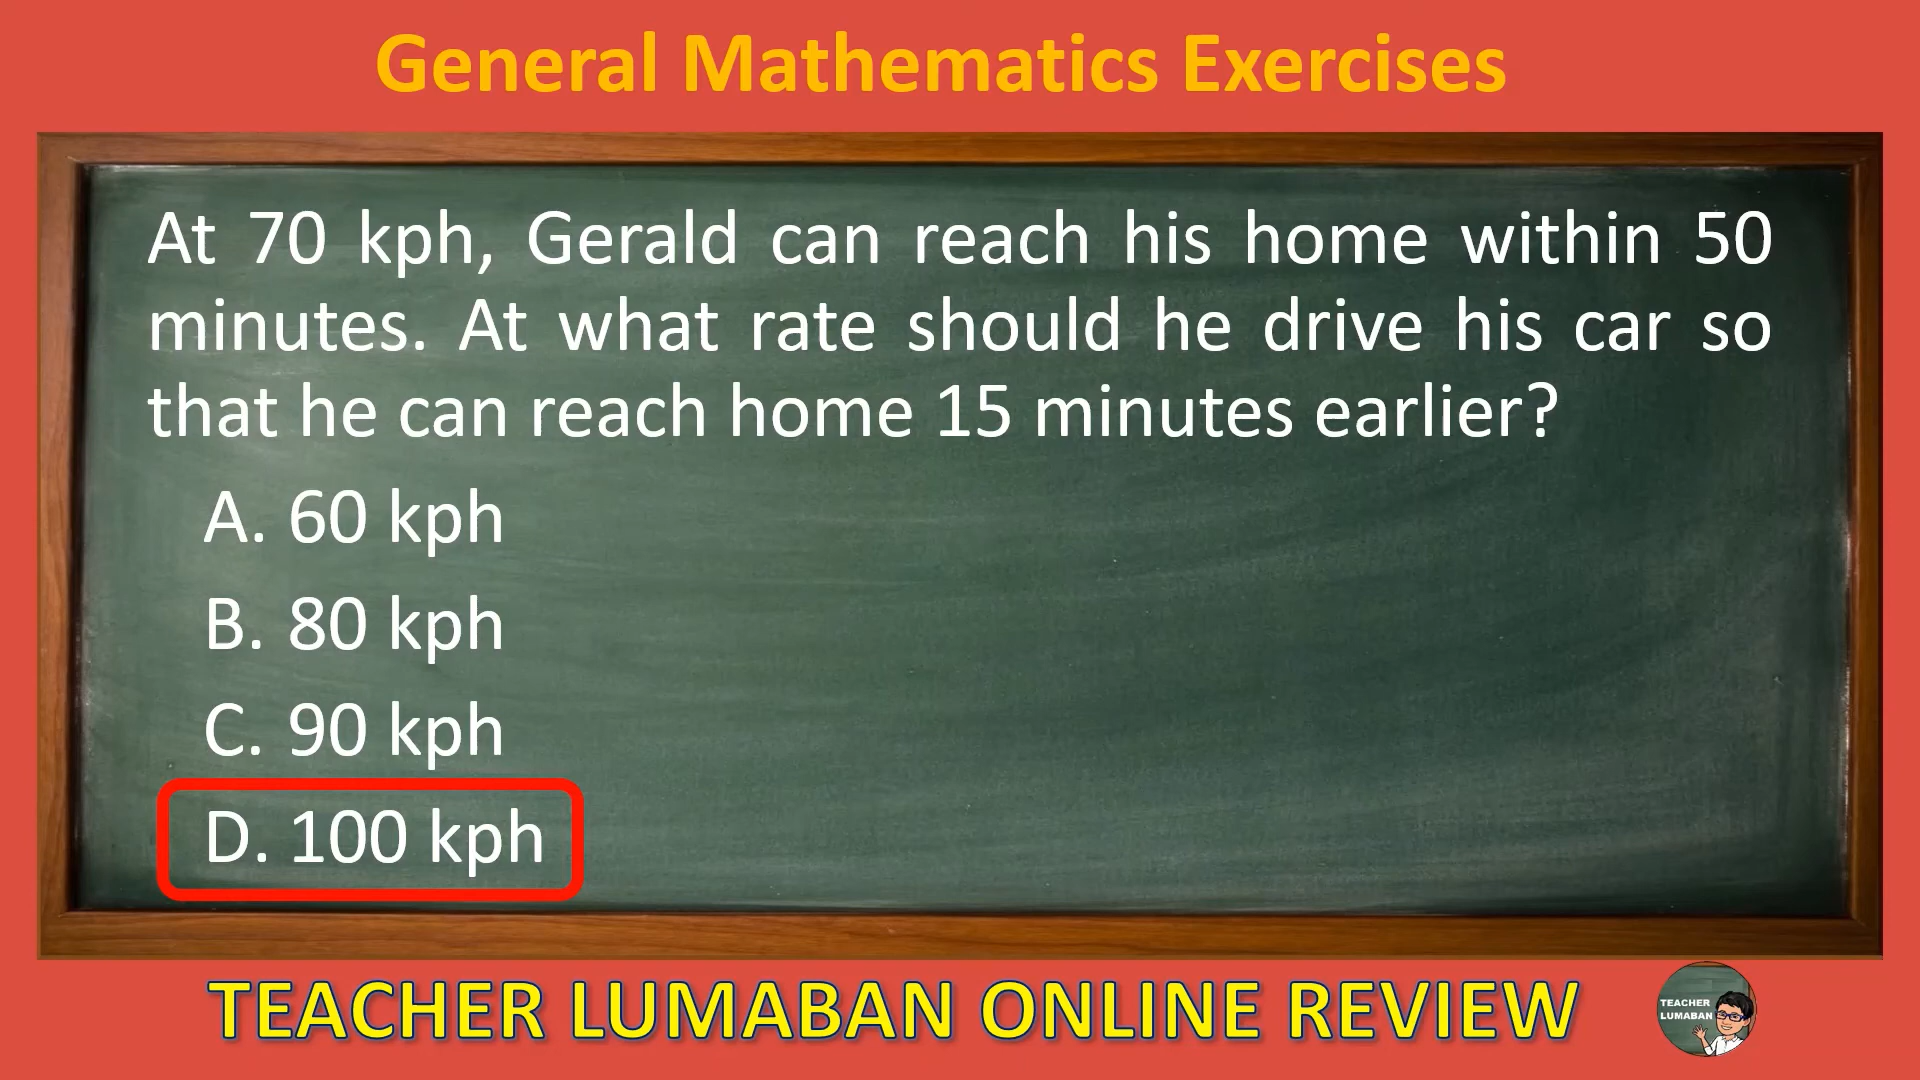 General Mathematics Exercises
At 70 kph, Gerald can reach his home within 50
minutes. At what rate should he drive his car so
that he can reach home 15 minutes earlier?
A. 60 kph
B. 80 kph
C. 90 kph
D. 100 kph
TEACHER LUMABAN ONLINE REVIEW
TEACHER
LUMABAN